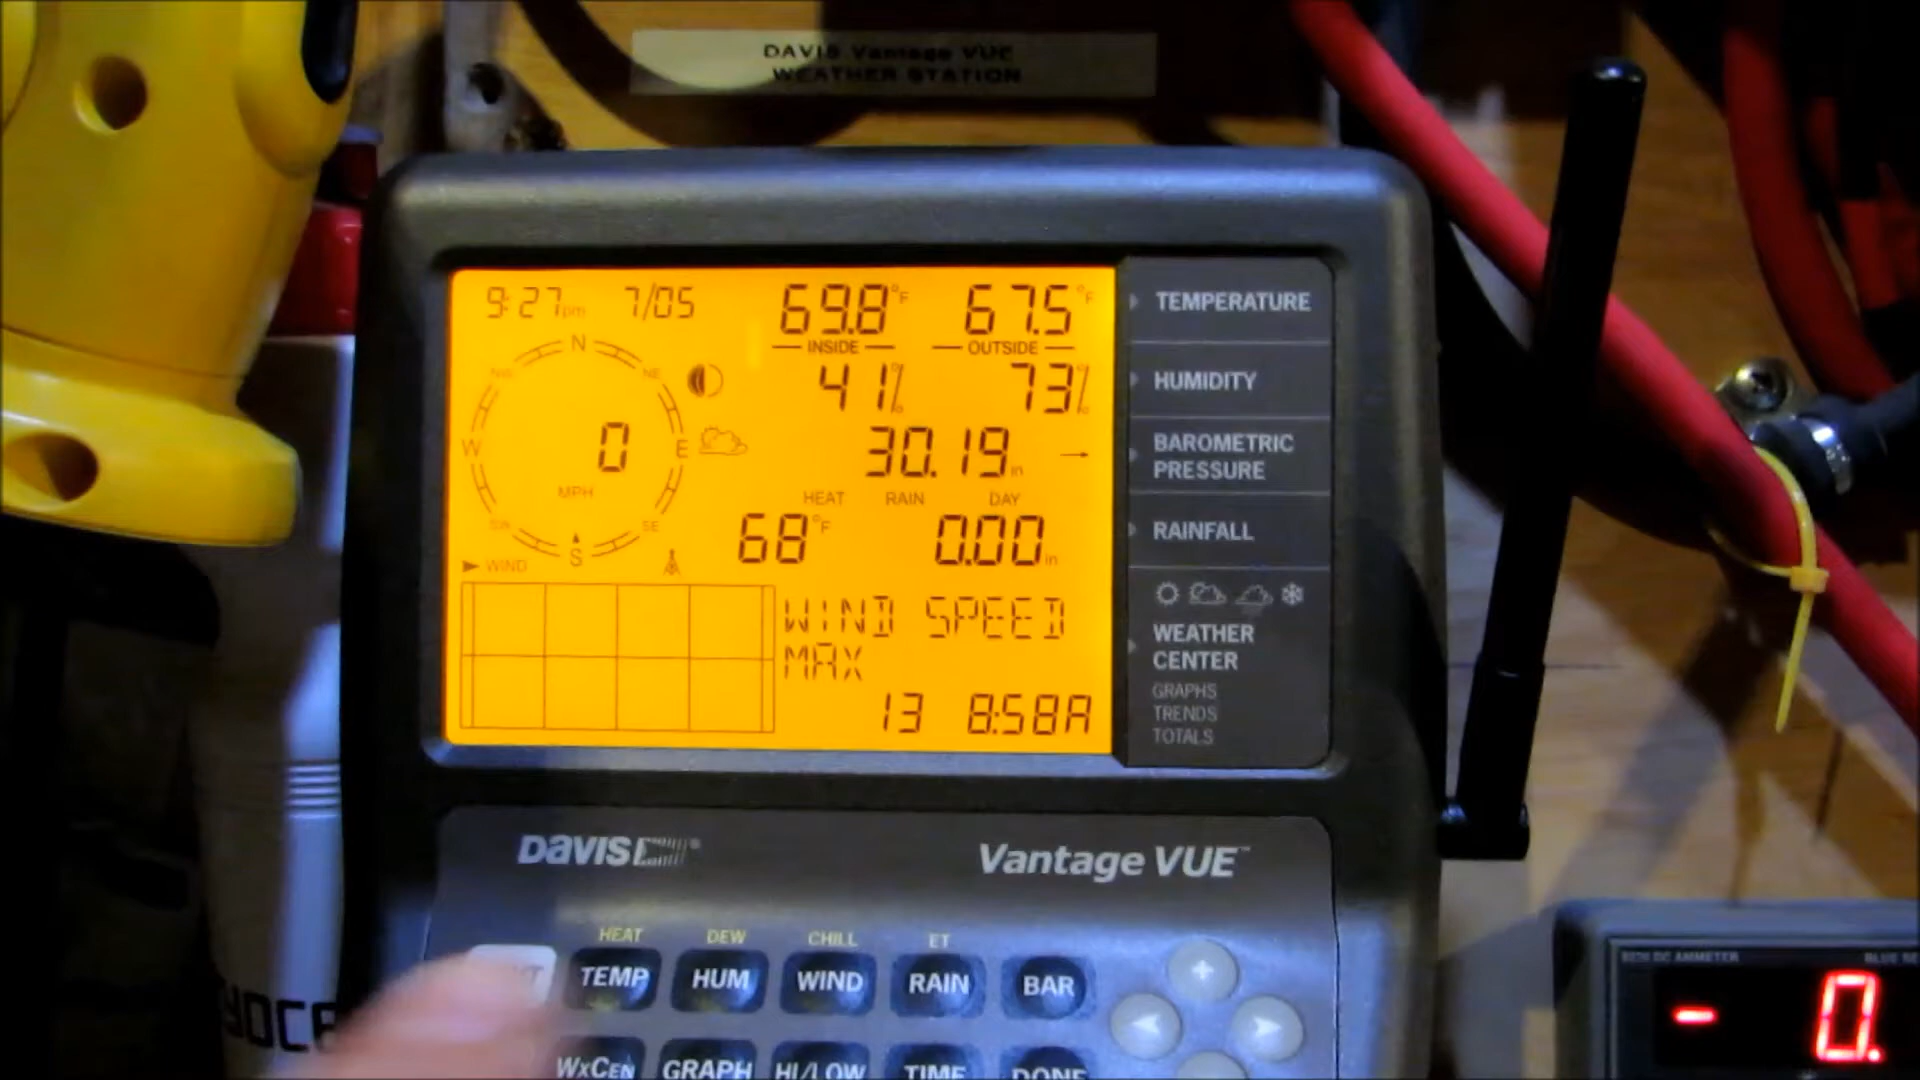 DAVIS Vantage VUE
WEATHER STATION
9:27pm 7/05
69.8°F 67.5°F
INSIDE OUTSIDE
TEMPERATURE
N
NW NE
41% 73%
HUMIDITY
W 0 E
MPH
30.19in
BAROMETRIC
PRESSURE
HEAT RAIN DAY
SW SE
S
68°F 0.00in
RAINFALL
WIND
WIND SPEED
MAX
13 8:58A
WEATHER
CENTER
GRAPHS
TRENDS
TOTALS
DAVIS
Vantage VUE™
HEAT DEW CHILL ET
TEMP HUM WIND RAIN BAR
+
WxCEN GRAPH HI/LOW TIME DONE
YOCE
DC AMMETER
- 0.